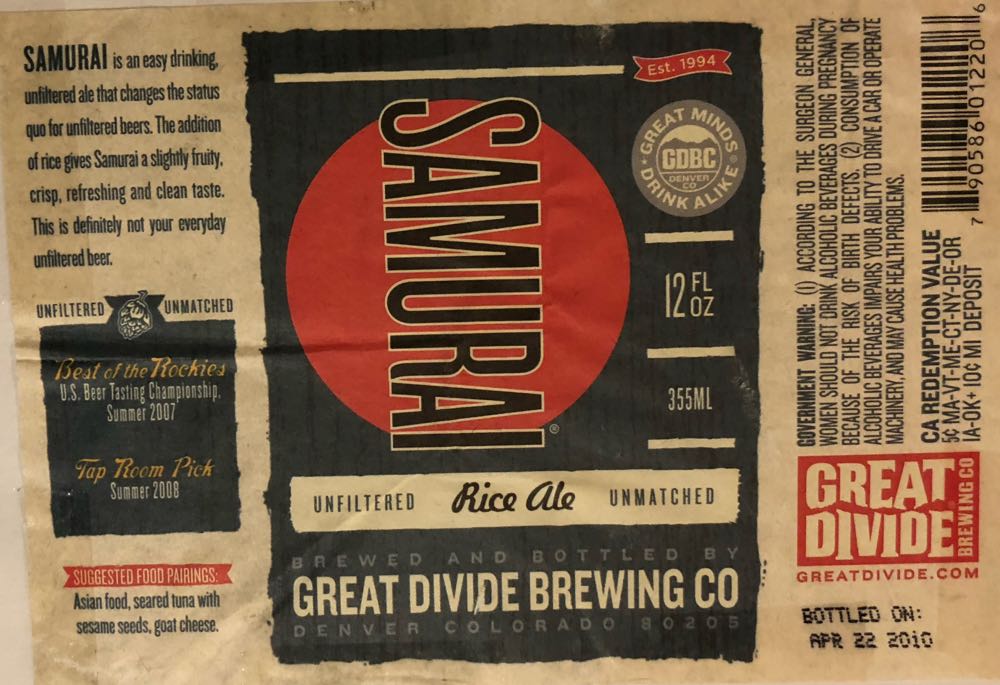 SAMURAI is an easy drinking,
unfiltered ale that changes the status
quo for unfiltered beers. The addition
of rice gives Samurai a slightly fruity,
crisp, refreshing and clean taste.
This is definitely not your everyday
unfiltered beer.
UNFILTERED UNMATCHED
Best of the Rockies
U.S. Beer Tasting Championship,
Summer 2007
Tap Room Pick
Summer 2008
SUGGESTED FOOD PAIRINGS:
Asian food, seared tuna with
sesame seeds, goat cheese.
Est. 1994
SAMURAI®
GREAT MINDS
GDBC
DENVER
CO
DRINK ALIKE®
12 FL
OZ
355ML
UNFILTERED Rice Ale UNMATCHED
BREWED AND BOTTLED BY
GREAT DIVIDE BREWING CO
DENVER COLORADO 80205
GOVERNMENT WARNING: (1) ACCORDING TO THE SURGEON GENERAL,
WOMEN SHOULD NOT DRINK ALCOHOLIC BEVERAGES DURING PREGNANCY
BECAUSE OF THE RISK OF BIRTH DEFECTS. (2) CONSUMPTION OF
ALCOHOLIC BEVERAGES IMPAIRS YOUR ABILITY TO DRIVE A CAR OR OPERATE
MACHINERY, AND MAY CAUSE HEALTH PROBLEMS.
CA REDEMPTION VALUE
5¢ MA-VT-ME-CT-NY-DE-OR
IA-OK+ 10¢ MI DEPOSIT
7 90586 01220 6
GREAT
DIVIDE
BREWING CO
GREATDIVIDE.COM
BOTTLED ON:
APR 22 2010